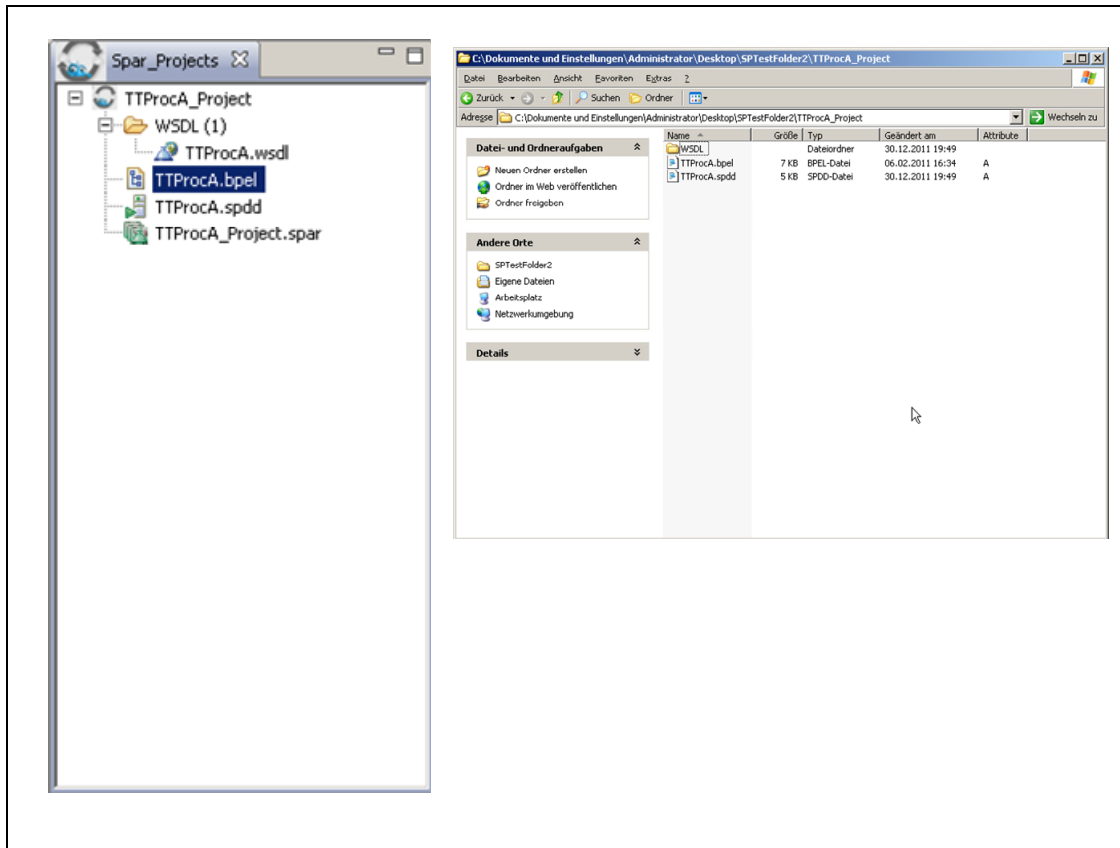 Spar_Projects
TTProcA_Project
WSDL (1)
TTProcA.wsdl
TTProcA.bpel
TTProcA.spdd
TTProcA_Project.spar
C:\Dokumente und Einstellungen\Administrator\Desktop\SPTestFolder2\TTProcA_Project
Datei Bearbeiten Ansicht Favoriten Extras ?
Zurück Suchen Ordner
Adresse C:\Dokumente und Einstellungen\Administrator\Desktop\SPTestFolder2\TTProcA_Project Wechseln zu
Datei- und Ordneraufgaben
Neuen Ordner erstellen
Ordner im Web veröffentlichen
Ordner freigeben
Andere Orte
SPTestFolder2
Eigene Dateien
Arbeitsplatz
Netzwerkumgebung
Details
Name Größe Typ Geändert am Attribute
WSDL Dateiordner 30.12.2011 19:49
TTProcA.bpel 7 KB BPEL-Datei 06.02.2011 16:34 A
TTProcA.spdd 5 KB SPDD-Datei 30.12.2011 19:49 A